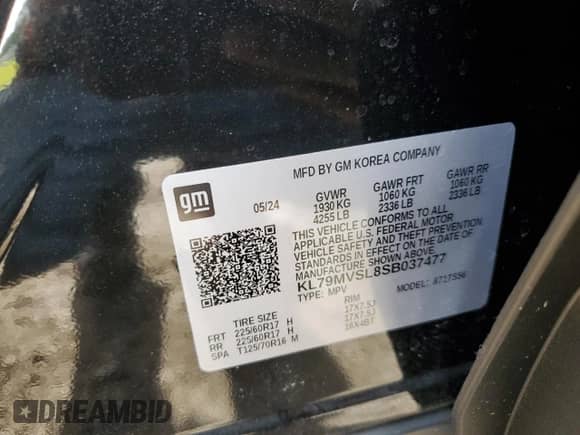 MFD BY GM KOREA COMPANY
gm
05/24
GVWR GAWR FRT GAWR RR
1930 KG 1060 KG 1060 KG
4255 LB 2336 LB 2336 LB
THIS VEHICLE CONFORMS TO ALL
APPLICABLE U.S. FEDERAL MOTOR
VEHICLE SAFETY AND THEFT PREVENTION
STANDARDS IN EFFECT ON THE DATE OF
MANUFACTURE SHOWN ABOVE.
KL79MVSL8SB037477
TYPE: MPV MODEL:
TIRE SIZE RIM
FRT 225/60R17 H 17X7.5J
RR 225/60R17 H 17X7.5J
SPA T125/70R16 M 16X4BT
DREAMBID